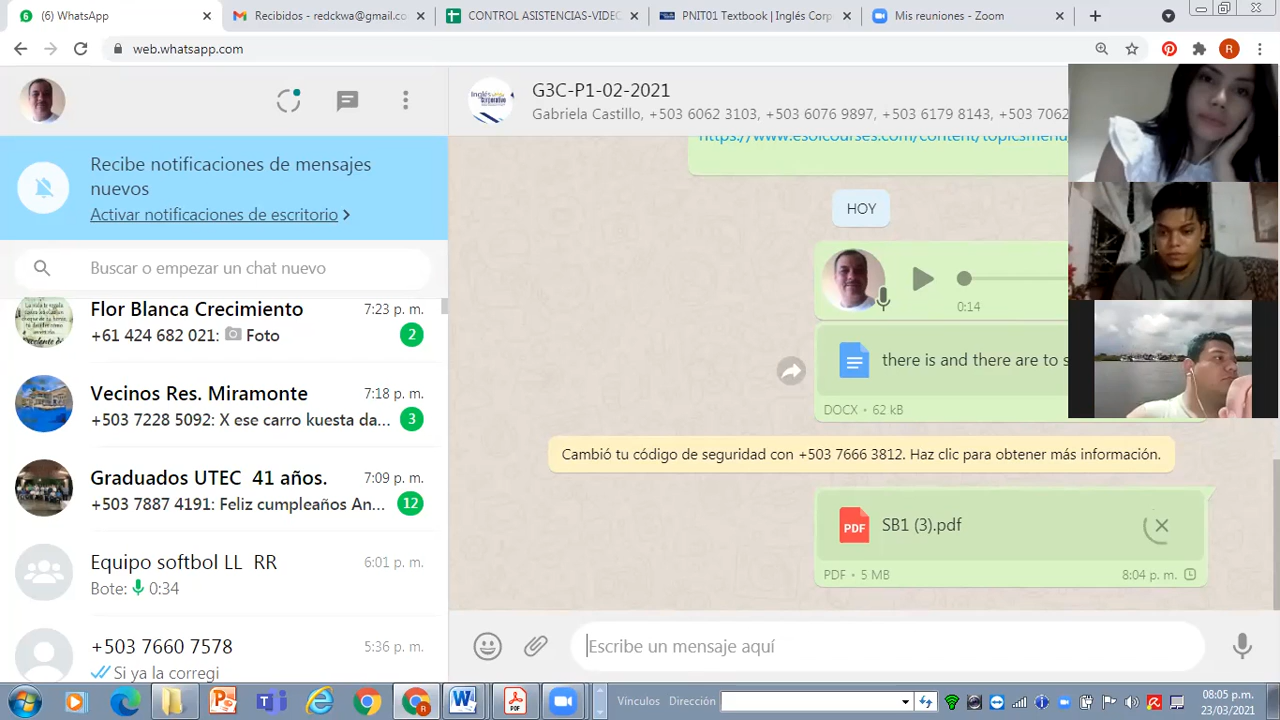 (6) WhatsApp
Recibidos - redckwa@gmail.co
CONTROL ASISTENCIAS-VIDEC
PNIT01 Textbook | Inglés Corp
Mis reuniones - Zoom
web.whatsapp.com
R
Recibe notificaciones de mensajes
nuevos
Activar notificaciones de escritorio
Buscar o empezar un chat nuevo
Flor Blanca Crecimiento
7:23 p. m.
+61 424 682 021: Foto
2
Vecinos Res. Miramonte
7:18 p. m.
+503 7228 5092: X ese carro kuesta da...
3
Graduados UTEC 41 años.
7:09 p. m.
+503 7887 4191: Feliz cumpleaños An...
12
Equipo softbol LL RR
6:01 p. m.
Bote: 0:34
+503 7660 7578
5:36 p. m.
Si ya la corregi
G3C-P1-02-2021
Gabriela Castillo, +503 6062 3103, +503 6076 9897, +503 6179 8143, +503 7062
https://www.esolcourses.com/content/topicsmenu
HOY
0:14
there is and there are to s
DOCX • 62 kB
Cambió tu código de seguridad con +503 7666 3812. Haz clic para obtener más información.
PDF
SB1 (3).pdf
PDF • 5 MB
8:04 p. m.
Escribe un mensaje aquí
Vínculos
Dirección
08:05 p.m.
23/03/2021